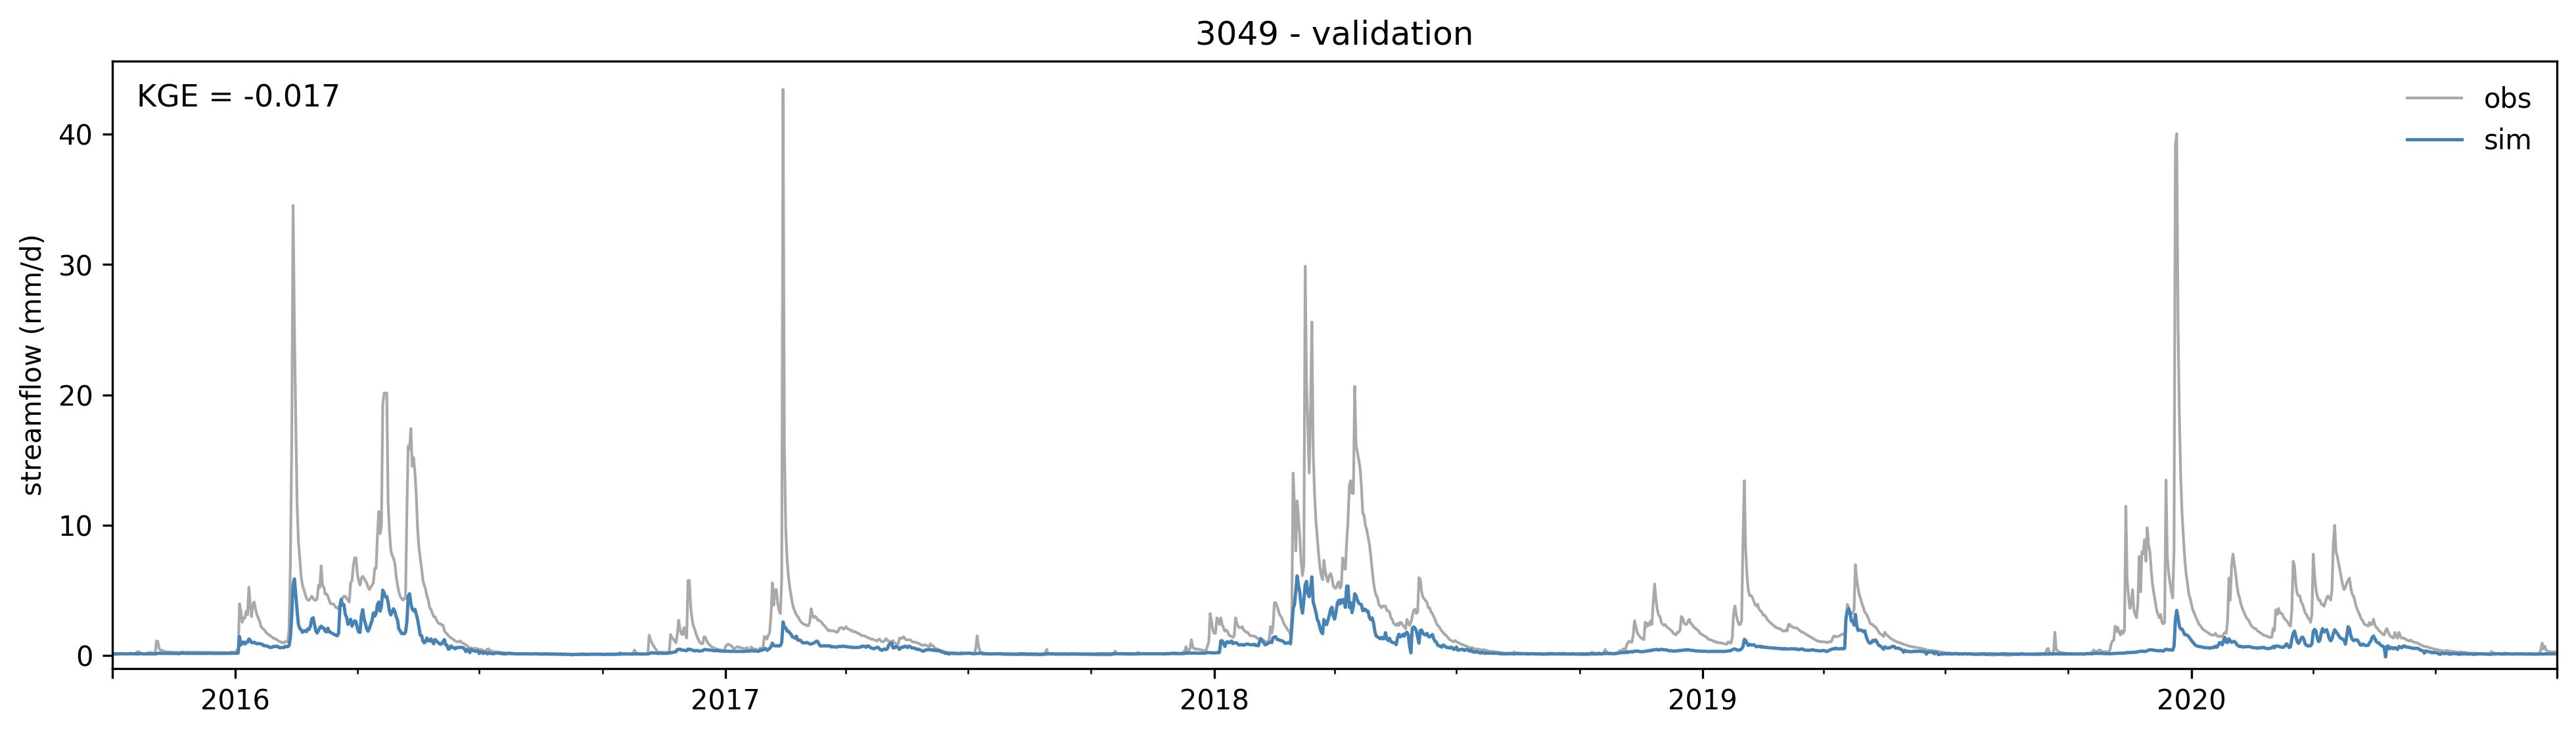 3049 - validation
KGE = -0.017
obs
sim
streamflow (mm/d)
40
30
20
10
0
2016
2017
2018
2019
2020